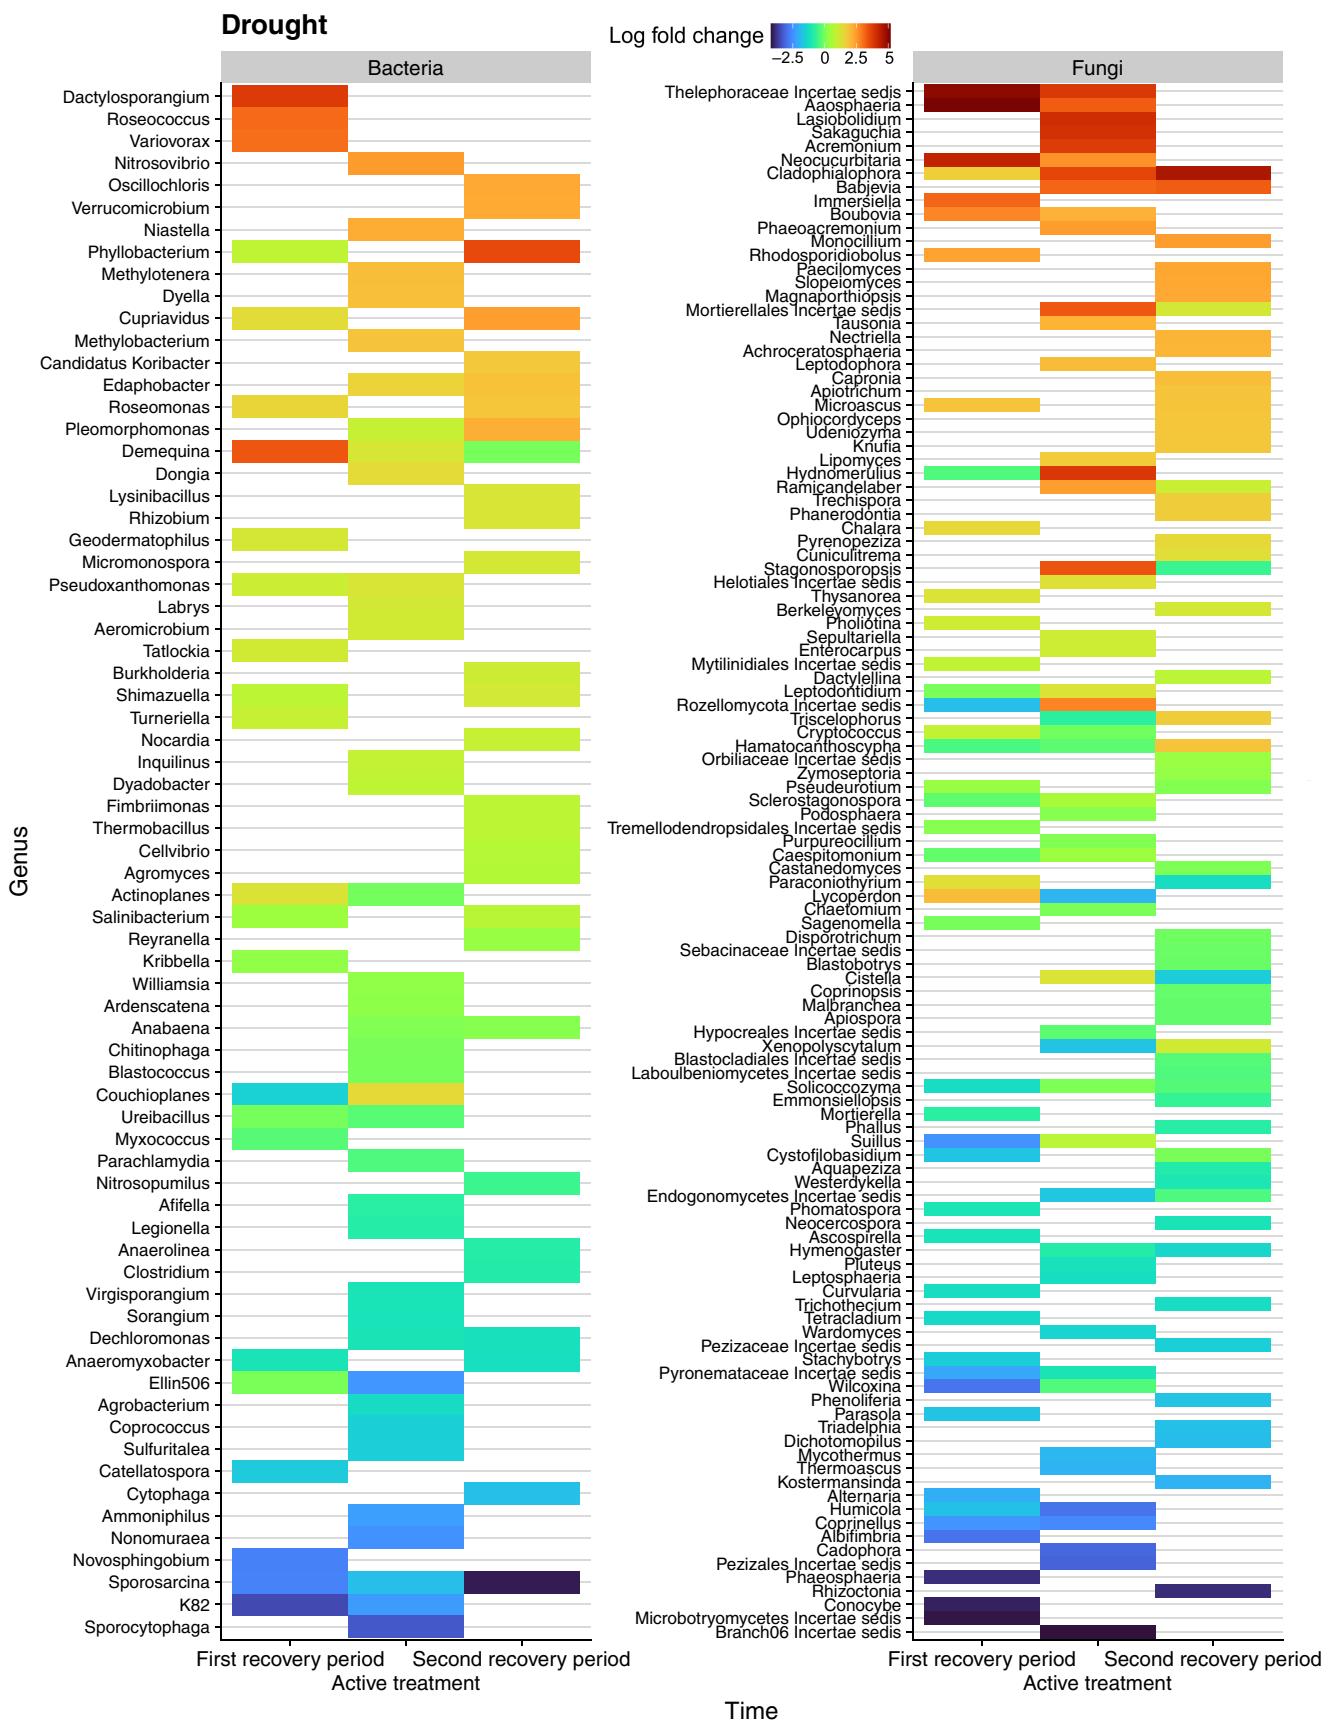 Drought
Log fold change
−2.5 0 2.5 5
Bacteria
Fungi
Genus
Dactylosporangium
Roseococcus
Variovorax
Nitrosovibrio
Oscillochloris
Verrucomicrobium
Niastella
Phyllobacterium
Methylotenera
Dyella
Cupriavidus
Methylobacterium
Candidatus Koribacter
Edaphobacter
Roseomonas
Pleomorphomonas
Demequina
Dongia
Lysinibacillus
Rhizobium
Geodermatophilus
Micromonospora
Pseudoxanthomonas
Labrys
Aeromicrobium
Tatlockia
Burkholderia
Shimazuella
Turneriella
Nocardia
Inquilinus
Dyadobacter
Fimbriimonas
Thermobacillus
Cellvibrio
Agromyces
Actinoplanes
Salinibacterium
Reyranella
Kribbella
Williamsia
Ardenscatena
Anabaena
Chitinophaga
Blastococcus
Couchioplanes
Ureibacillus
Myxococcus
Parachlamydia
Nitrosopumilus
Afifella
Legionella
Anaerolinea
Clostridium
Virgisporangium
Sorangium
Dechloromonas
Anaeromyxobacter
Ellin506
Agrobacterium
Coprococcus
Sulfuritalea
Catellatospora
Cytophaga
Ammoniphilus
Nonomuraea
Novosphingobium
Sporosarcina
K82
Sporocytophaga
Thelephoraceae Incertae sedis
Aaosphaeria
Lasiobolidium
Sakaguchia
Acremonium
Neocucurbitaria
Cladophialophora
Babjevia
Immersiella
Boubovia
Phaeoacremonium
Monocillium
Rhodosporidiobolus
Paecilomyces
Slopeiomyces
Magnaporthiopsis
Mortierellales Incertae sedis
Tausonia
Nectriella
Achroceratosphaeria
Leptodophora
Capronia
Apiotrichum
Microascus
Ophiocordyceps
Udeniozyma
Knufia
Lipomyces
Hydnomerulius
Ramicandelaber
Trechispora
Phanerodontia
Chalara
Pyrenopeziza
Cuniculitrema
Stagonosporopsis
Helotiales Incertae sedis
Thysanorea
Berkeleyomyces
Pholiotina
Sepultariella
Enterocarpus
Mytilinidiales Incertae sedis
Dactylellina
Leptodontidium
Rozellomycota Incertae sedis
Triscelophorus
Cryptococcus
Hamatocanthoscypha
Orbiliaceae Incertae sedis
Zymoseptoria
Pseudeurotium
Sclerostagonospora
Podosphaera
Tremellodendropsidales Incertae sedis
Purpureocillium
Caespitomonium
Castanedomyces
Paraconiothyrium
Lycoperdon
Chaetomium
Sagenomella
Disporotrichum
Sebacinaceae Incertae sedis
Blastobotrys
Cistella
Coprinopsis
Malbranchea
Apiospora
Hypocreales Incertae sedis
Xenopolyscytalum
Blastocladiales Incertae sedis
Laboulbeniomycetes Incertae sedis
Solicoccozyma
Emmonsiellopsis
Mortierella
Phallus
Suillus
Cystofilobasidium
Aquapeziza
Westerdykella
Endogonomycetes Incertae sedis
Phomatospora
Neocercospora
Ascospirella
Hymenogaster
Pluteus
Leptosphaeria
Curvularia
Trichothecium
Tetracladium
Wardomyces
Pezizaceae Incertae sedis
Stachybotrys
Pyronemataceae Incertae sedis
Wilcoxina
Phenoliferia
Parasola
Triadelphia
Dichotomopilus
Mycothermus
Thermoascus
Kostermansinda
Alternaria
Humicola
Coprinellus
Albifimbria
Cadophora
Pezizales Incertae sedis
Phaeosphaeria
Rhizoctonia
Conocybe
Microbotryomycetes Incertae sedis
Branch06 Incertae sedis
First recovery period Second recovery period
Active treatment
First recovery period Second recovery period
Active treatment
Time